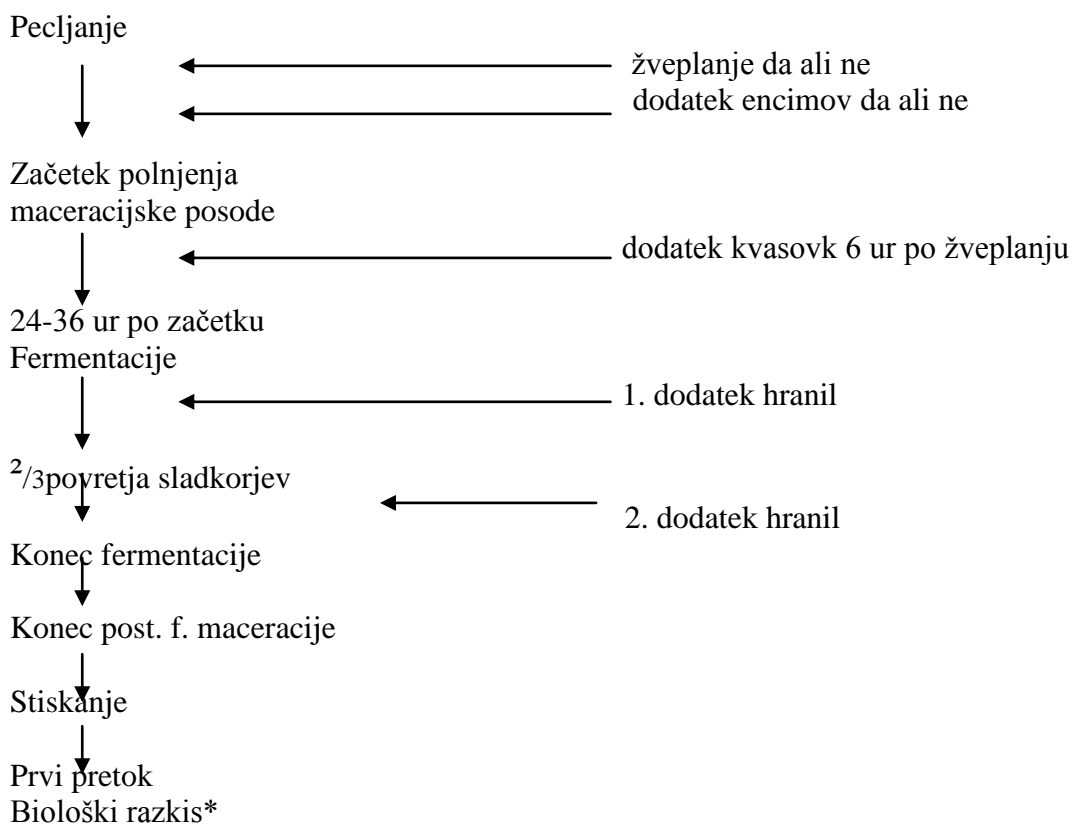 Pecljanje
žveplanje da ali ne
dodatek encimov da ali ne
Začetek polnjenja
maceracijske posode
dodatek kvasovk 6 ur po žveplanju
24-36 ur po začetku
Fermentacije
1. dodatek hranil
2/3povretja sladkorjev
2. dodatek hranil
Konec fermentacije
Konec post. f. maceracije
Stiskanje
Prvi pretok
Biološki razkis*